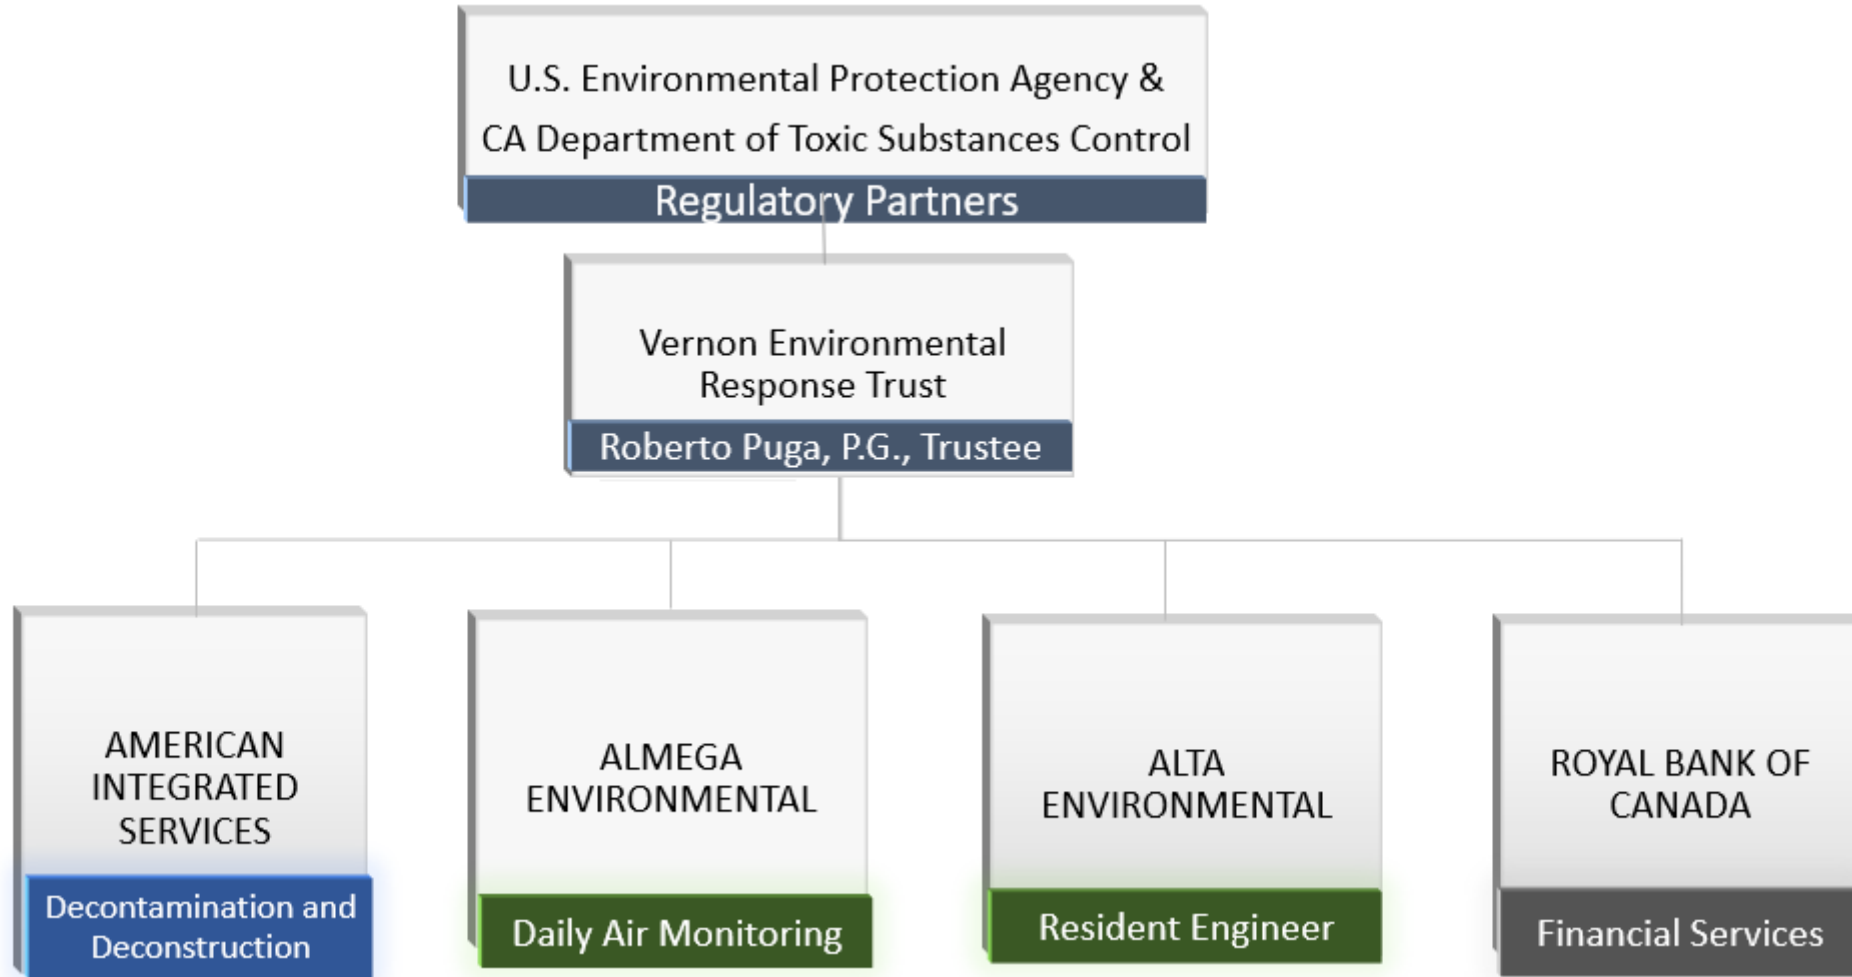 U.S. Environmental Protection Agency &
CA Department of Toxic Substances Control
Regulatory Partners
Vernon Environmental
Response Trust
Roberto Puga, P.G., Trustee
AMERICAN
INTEGRATED
SERVICES
Decontamination and
Deconstruction
ALMEGA
ENVIRONMENTAL
Daily Air Monitoring
ALTA
ENVIRONMENTAL
Resident Engineer
ROYAL BANK OF
CANADA
Financial Services